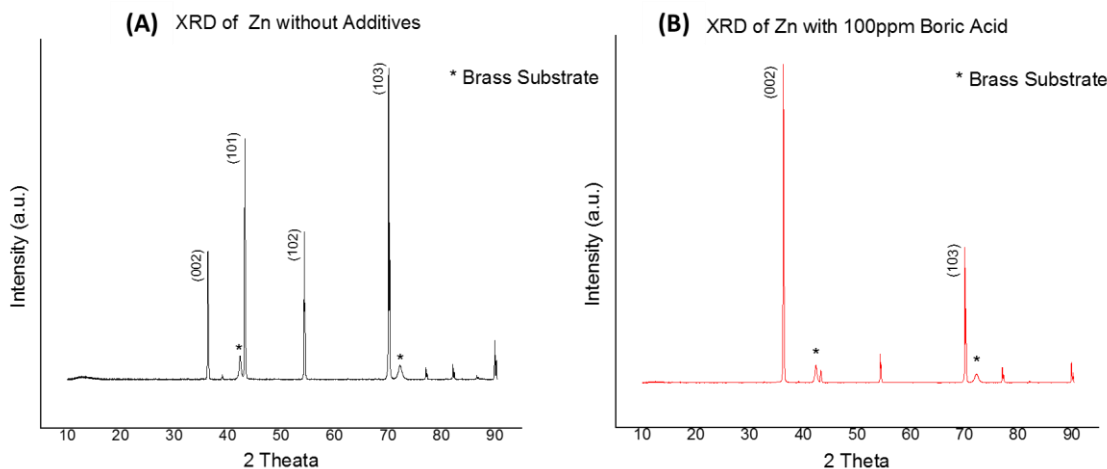 (A) XRD of Zn without Additives
* Brass Substrate
(103)
(101)
(102)
(002)
*
*
Intensity (a.u.)
10 20 30 40 50 60 70 80 90
2 Theata
(B) XRD of Zn with 100ppm Boric Acid
* Brass Substrate
(002)
(103)
*
*
Intensity (a.u.)
10 20 30 40 50 60 70 80 90
2 Theta